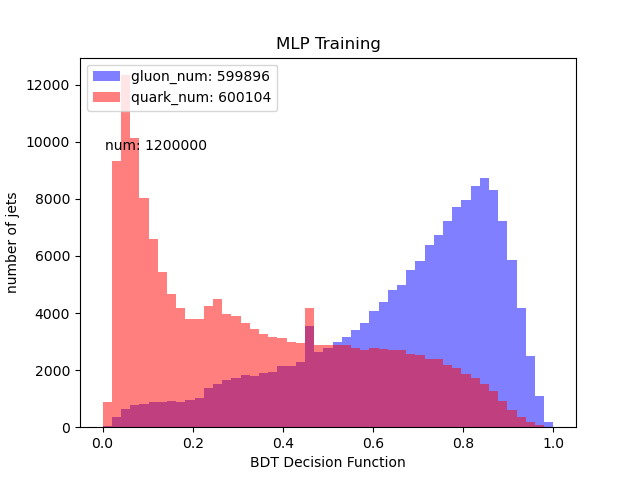 MLP Training
gluon_num: 599896
quark_num: 600104
num: 1200000
number of jets
12000
10000
8000
6000
4000
2000
0
0.0 0.2 0.4 0.6 0.8 1.0
BDT Decision Function